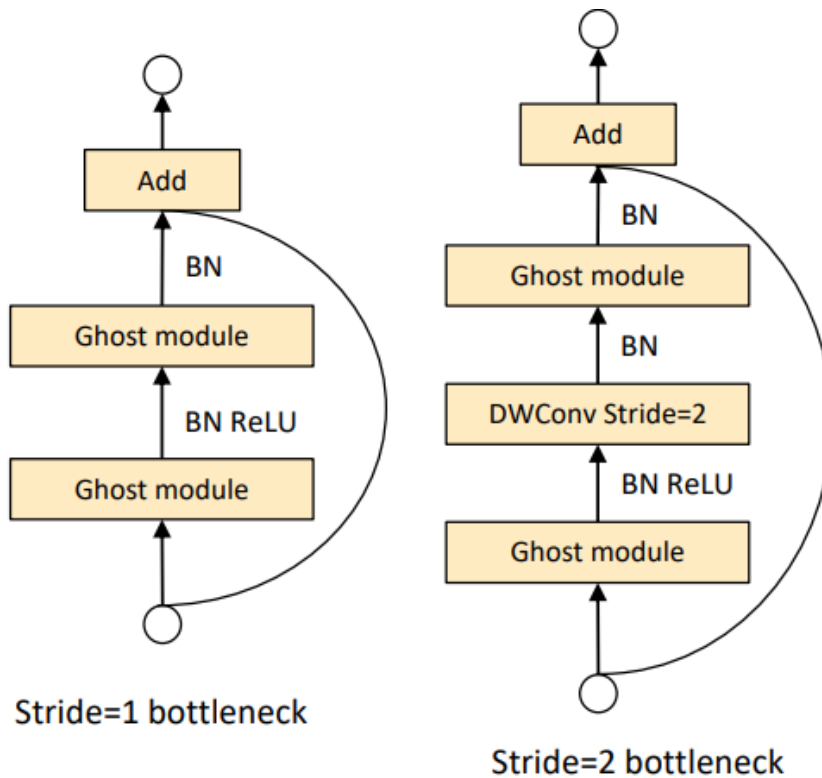 Add
BN
Ghost module
BN ReLU
Ghost module
Stride=1 bottleneck
Add
BN
Ghost module
BN
DWConv Stride=2
BN ReLU
Ghost module
Stride=2 bottleneck